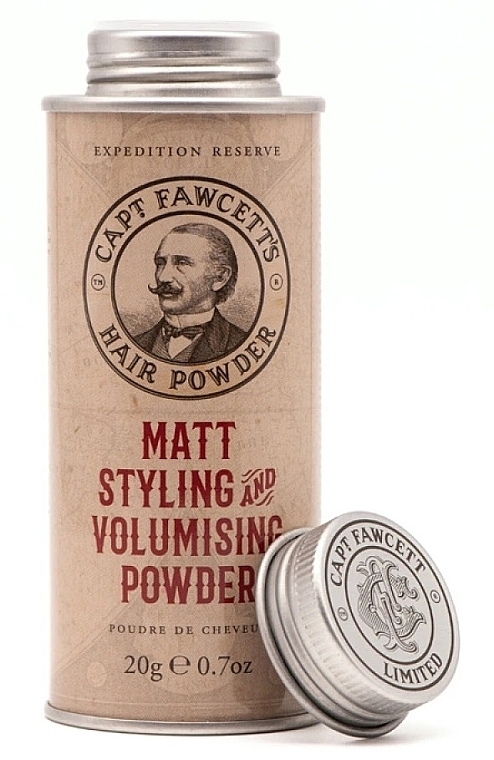 EXPEDITION RESERVE
CAPT. FAWCETT'S
TM
R
HAIR POWDER
MATT
STYLING AND
VOLUMISING
POWDER
POUDRE DE CHEVEU
20g e 0.7oz
CAPT FAWCETT
LIMITED